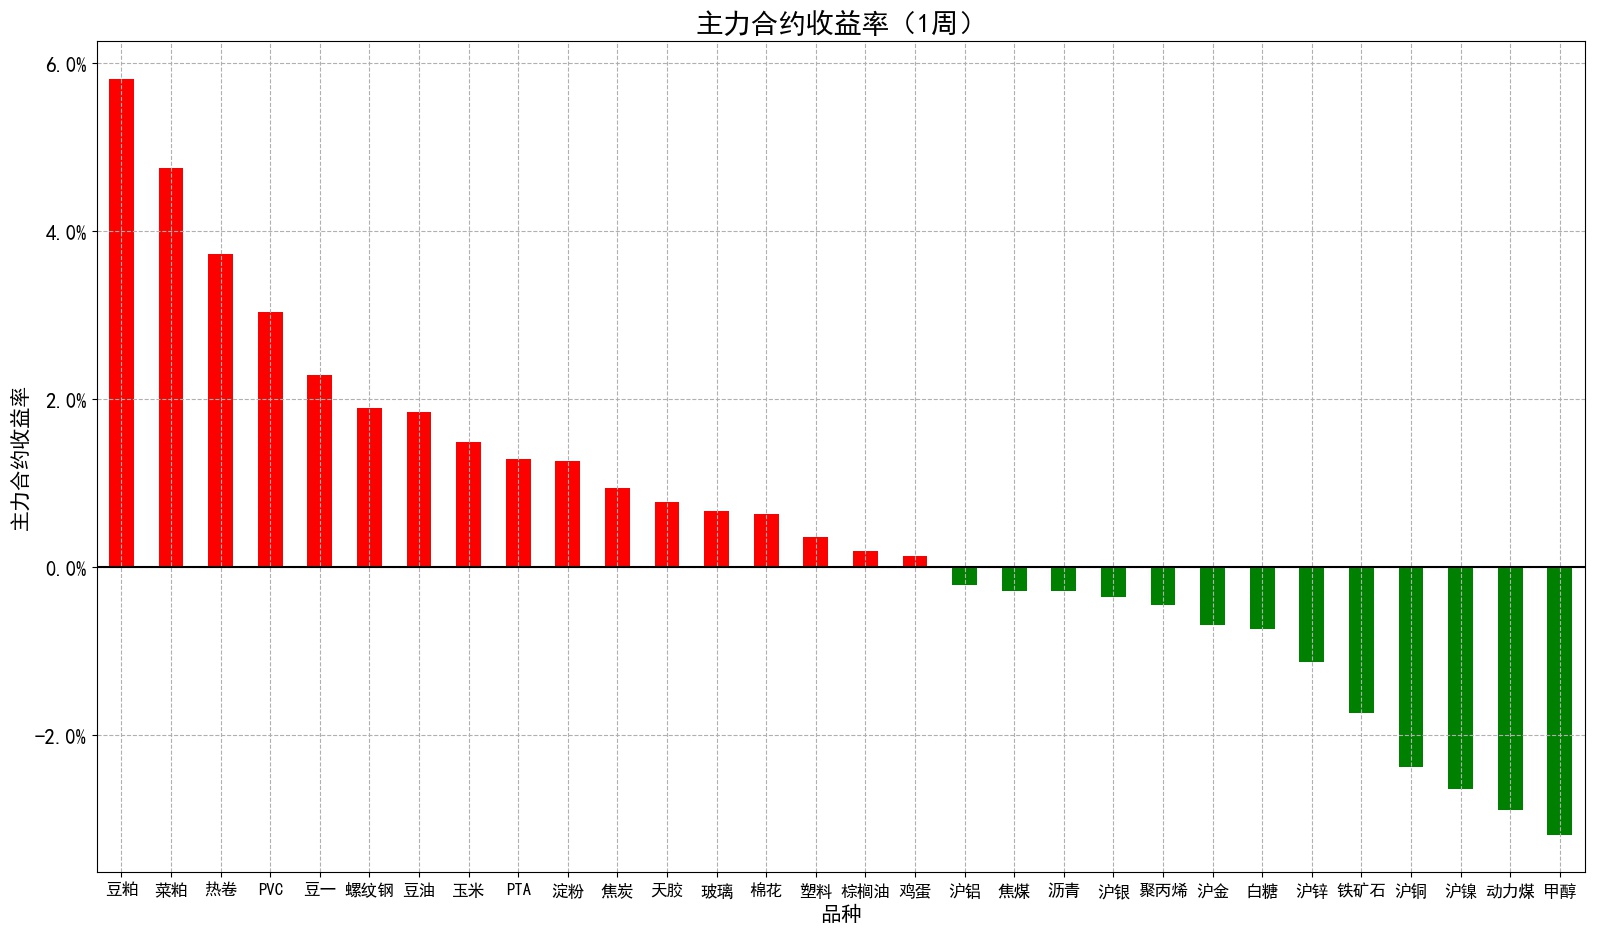 主力合约收益率（1周）
6.0%
4.0%
2.0%
0.0%
-2.0%
主力合约收益率
豆粕 菜粕 热卷 PVC 豆一 螺纹钢 豆油 玉米 PTA 淀粉 焦炭 天胶 玻璃 棉花 塑料 棕榈油 鸡蛋 沪铝 焦煤 沥青 沪银 聚丙烯 沪金 白糖 沪锌 铁矿石 沪铜 沪镍 动力煤 甲醇
品种